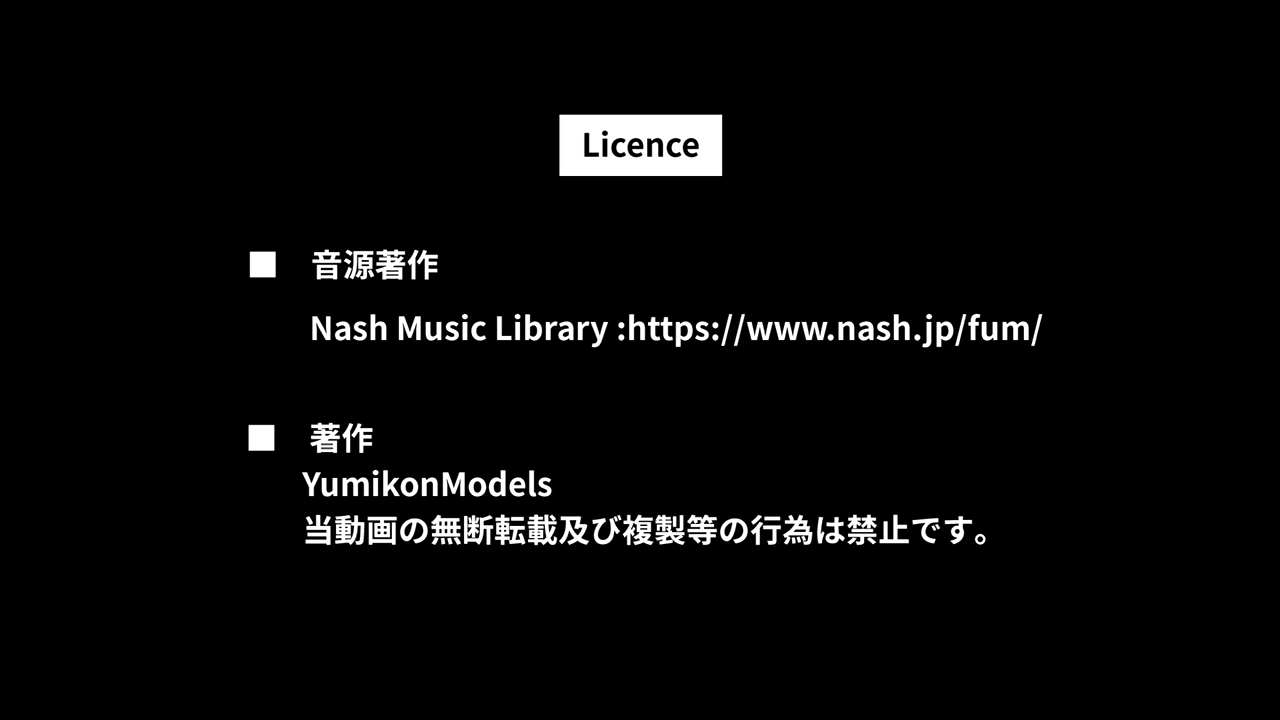 Licence
■ 音源著作
Nash Music Library :https://www.nash.jp/fum/
■ 著作
YumikonModels
当動画の無断転載及び複製等の行為は禁止です。